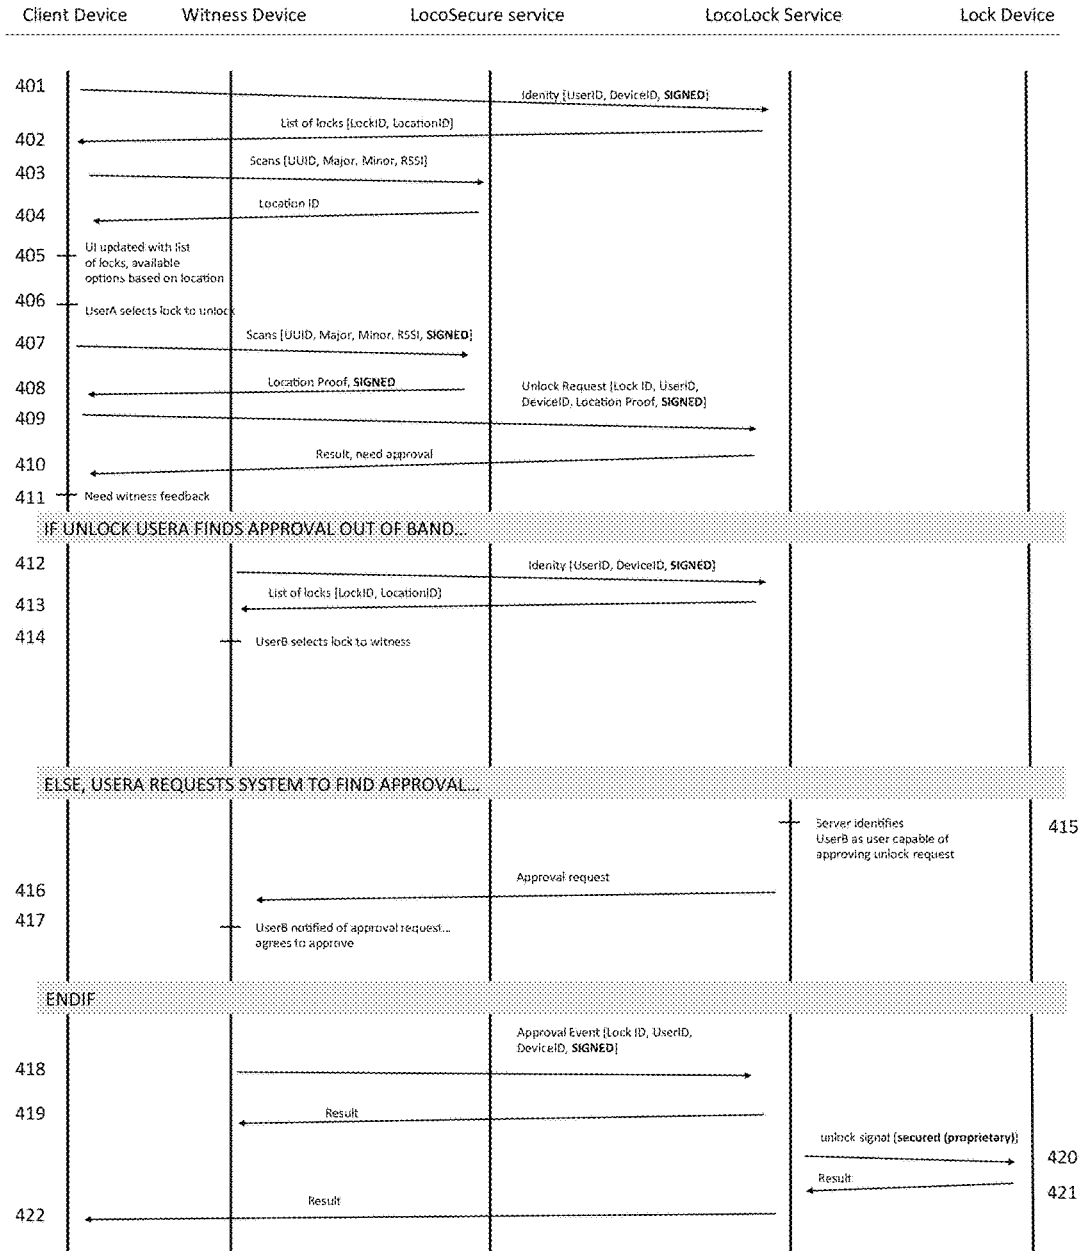 Client Device Witness Device LocoSecure service LocoLock Service Lock Device
401
Idenity [UserID, DeviceID, SIGNED]
List of locks [LockID, LocationID]
402
Scans [UUID, Major, Minor, RSSI]
403
Location ID
404
405
UI updated with list
of locks, available
options based on location
406
UserA selects lock to unlock
407
Scans [UUID, Major, Minor, RSSI, SIGNED]
408
Location Proof, SIGNED
Unlock Request [Lock ID, UserID,
DeviceID, Location Proof, SIGNED]
409
410
Result, need approval
411
Need witness feedback
IF UNLOCK USERA FINDS APPROVAL OUT OF BAND...
412
Idenity [UserID, DeviceID, SIGNED]
List of locks [LockID, LocationID]
413
414
UserB selects lock to witness
ELSE, USERA REQUESTS SYSTEM TO FIND APPROVAL...
Server identifies
UserB as user capable of
approving unlock request
415
416
Approval request
417
UserB notified of approval request...
agrees to approve
ENDIF
Approval Event [Lock ID, UserID,
DeviceID, SIGNED]
418
419
Result
unlock signal (secured (proprietary))
420
Result
421
Result
422